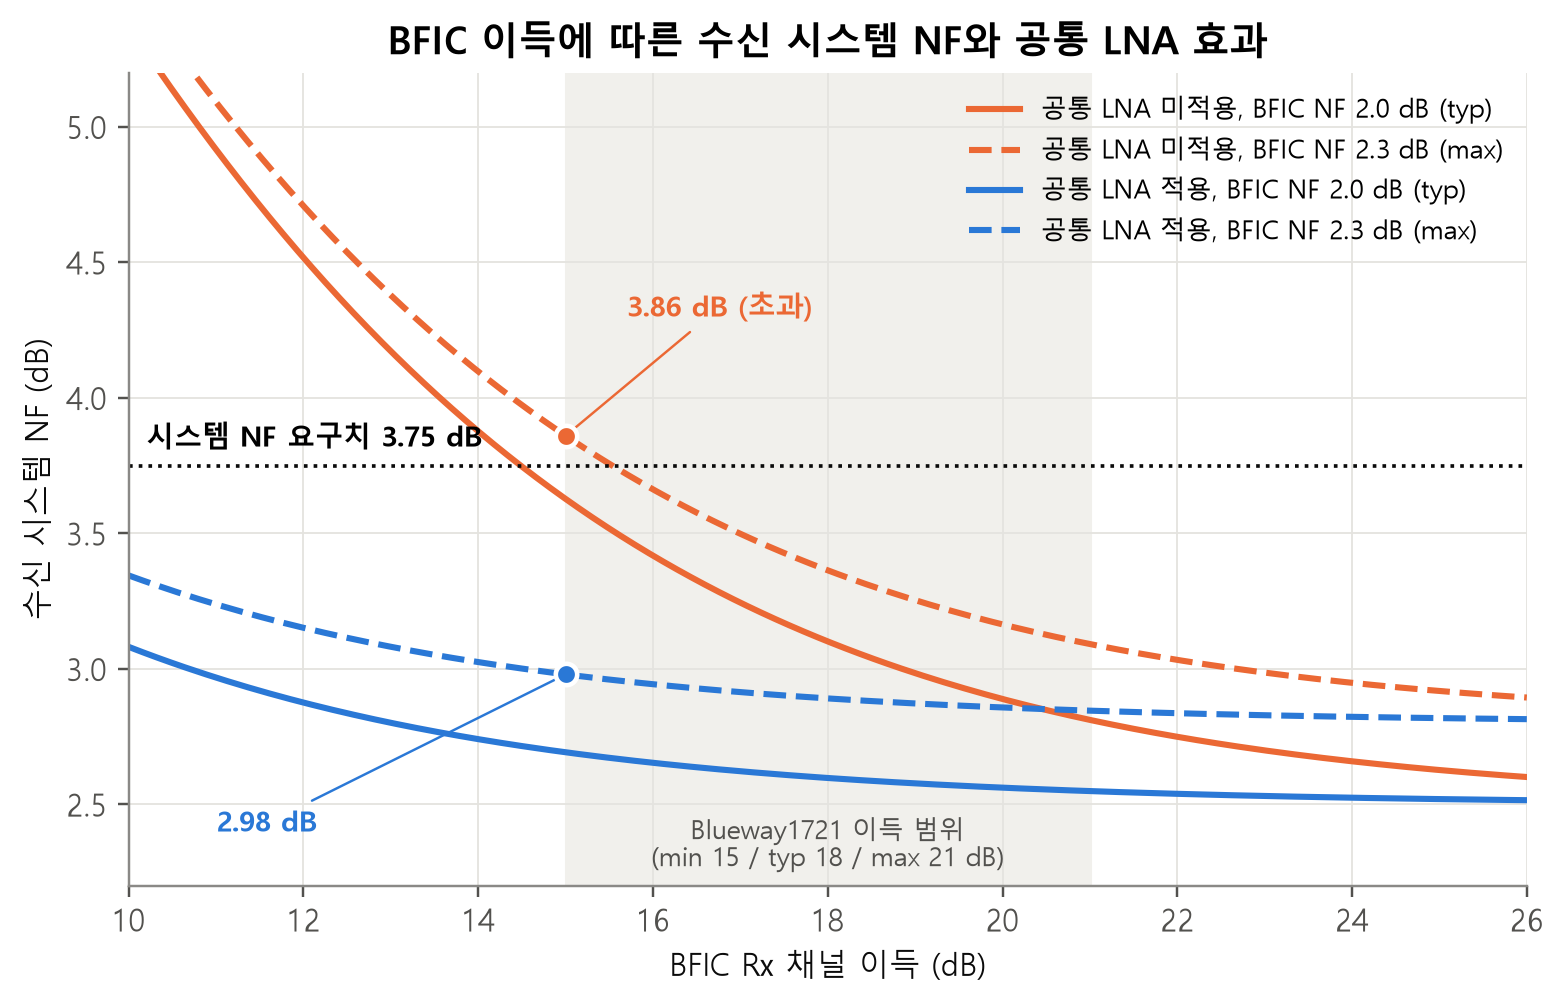 BFIC 이득에 따른 수신 시스템 NF와 공통 LNA 효과
공통 LNA 미적용, BFIC NF 2.0 dB (typ)
공통 LNA 미적용, BFIC NF 2.3 dB (max)
공통 LNA 적용, BFIC NF 2.0 dB (typ)
공통 LNA 적용, BFIC NF 2.3 dB (max)
수신 시스템 NF (dB)
5.0
4.5
4.0
3.5
3.0
2.5
3.86 dB (초과)
시스템 NF 요구치 3.75 dB
2.98 dB
Blueway1721 이득 범위
(min 15 / typ 18 / max 21 dB)
10 12 14 16 18 20 22 24 26
BFIC Rx 채널 이득 (dB)